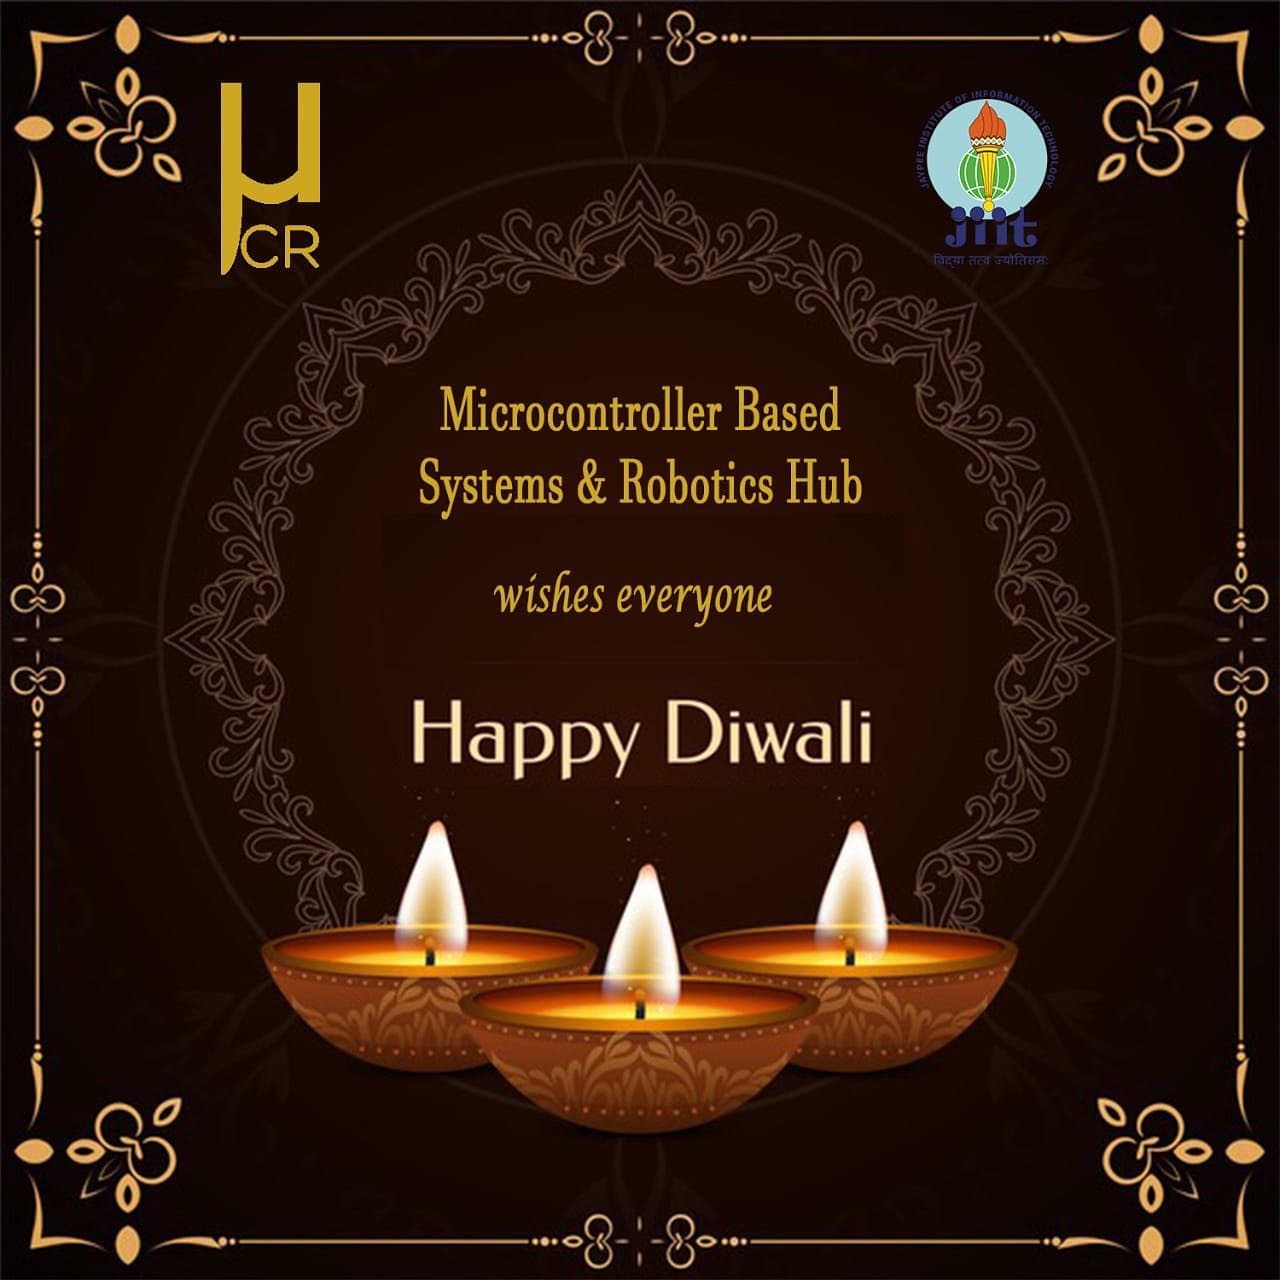 µCR
JAYPEE INSTITUTE OF INFORMATION TECHNOLOGY
jiit
विद्या तत्व ज्योतिसमः
Microcontroller Based
Systems & Robotics Hub
wishes everyone
Happy Diwali